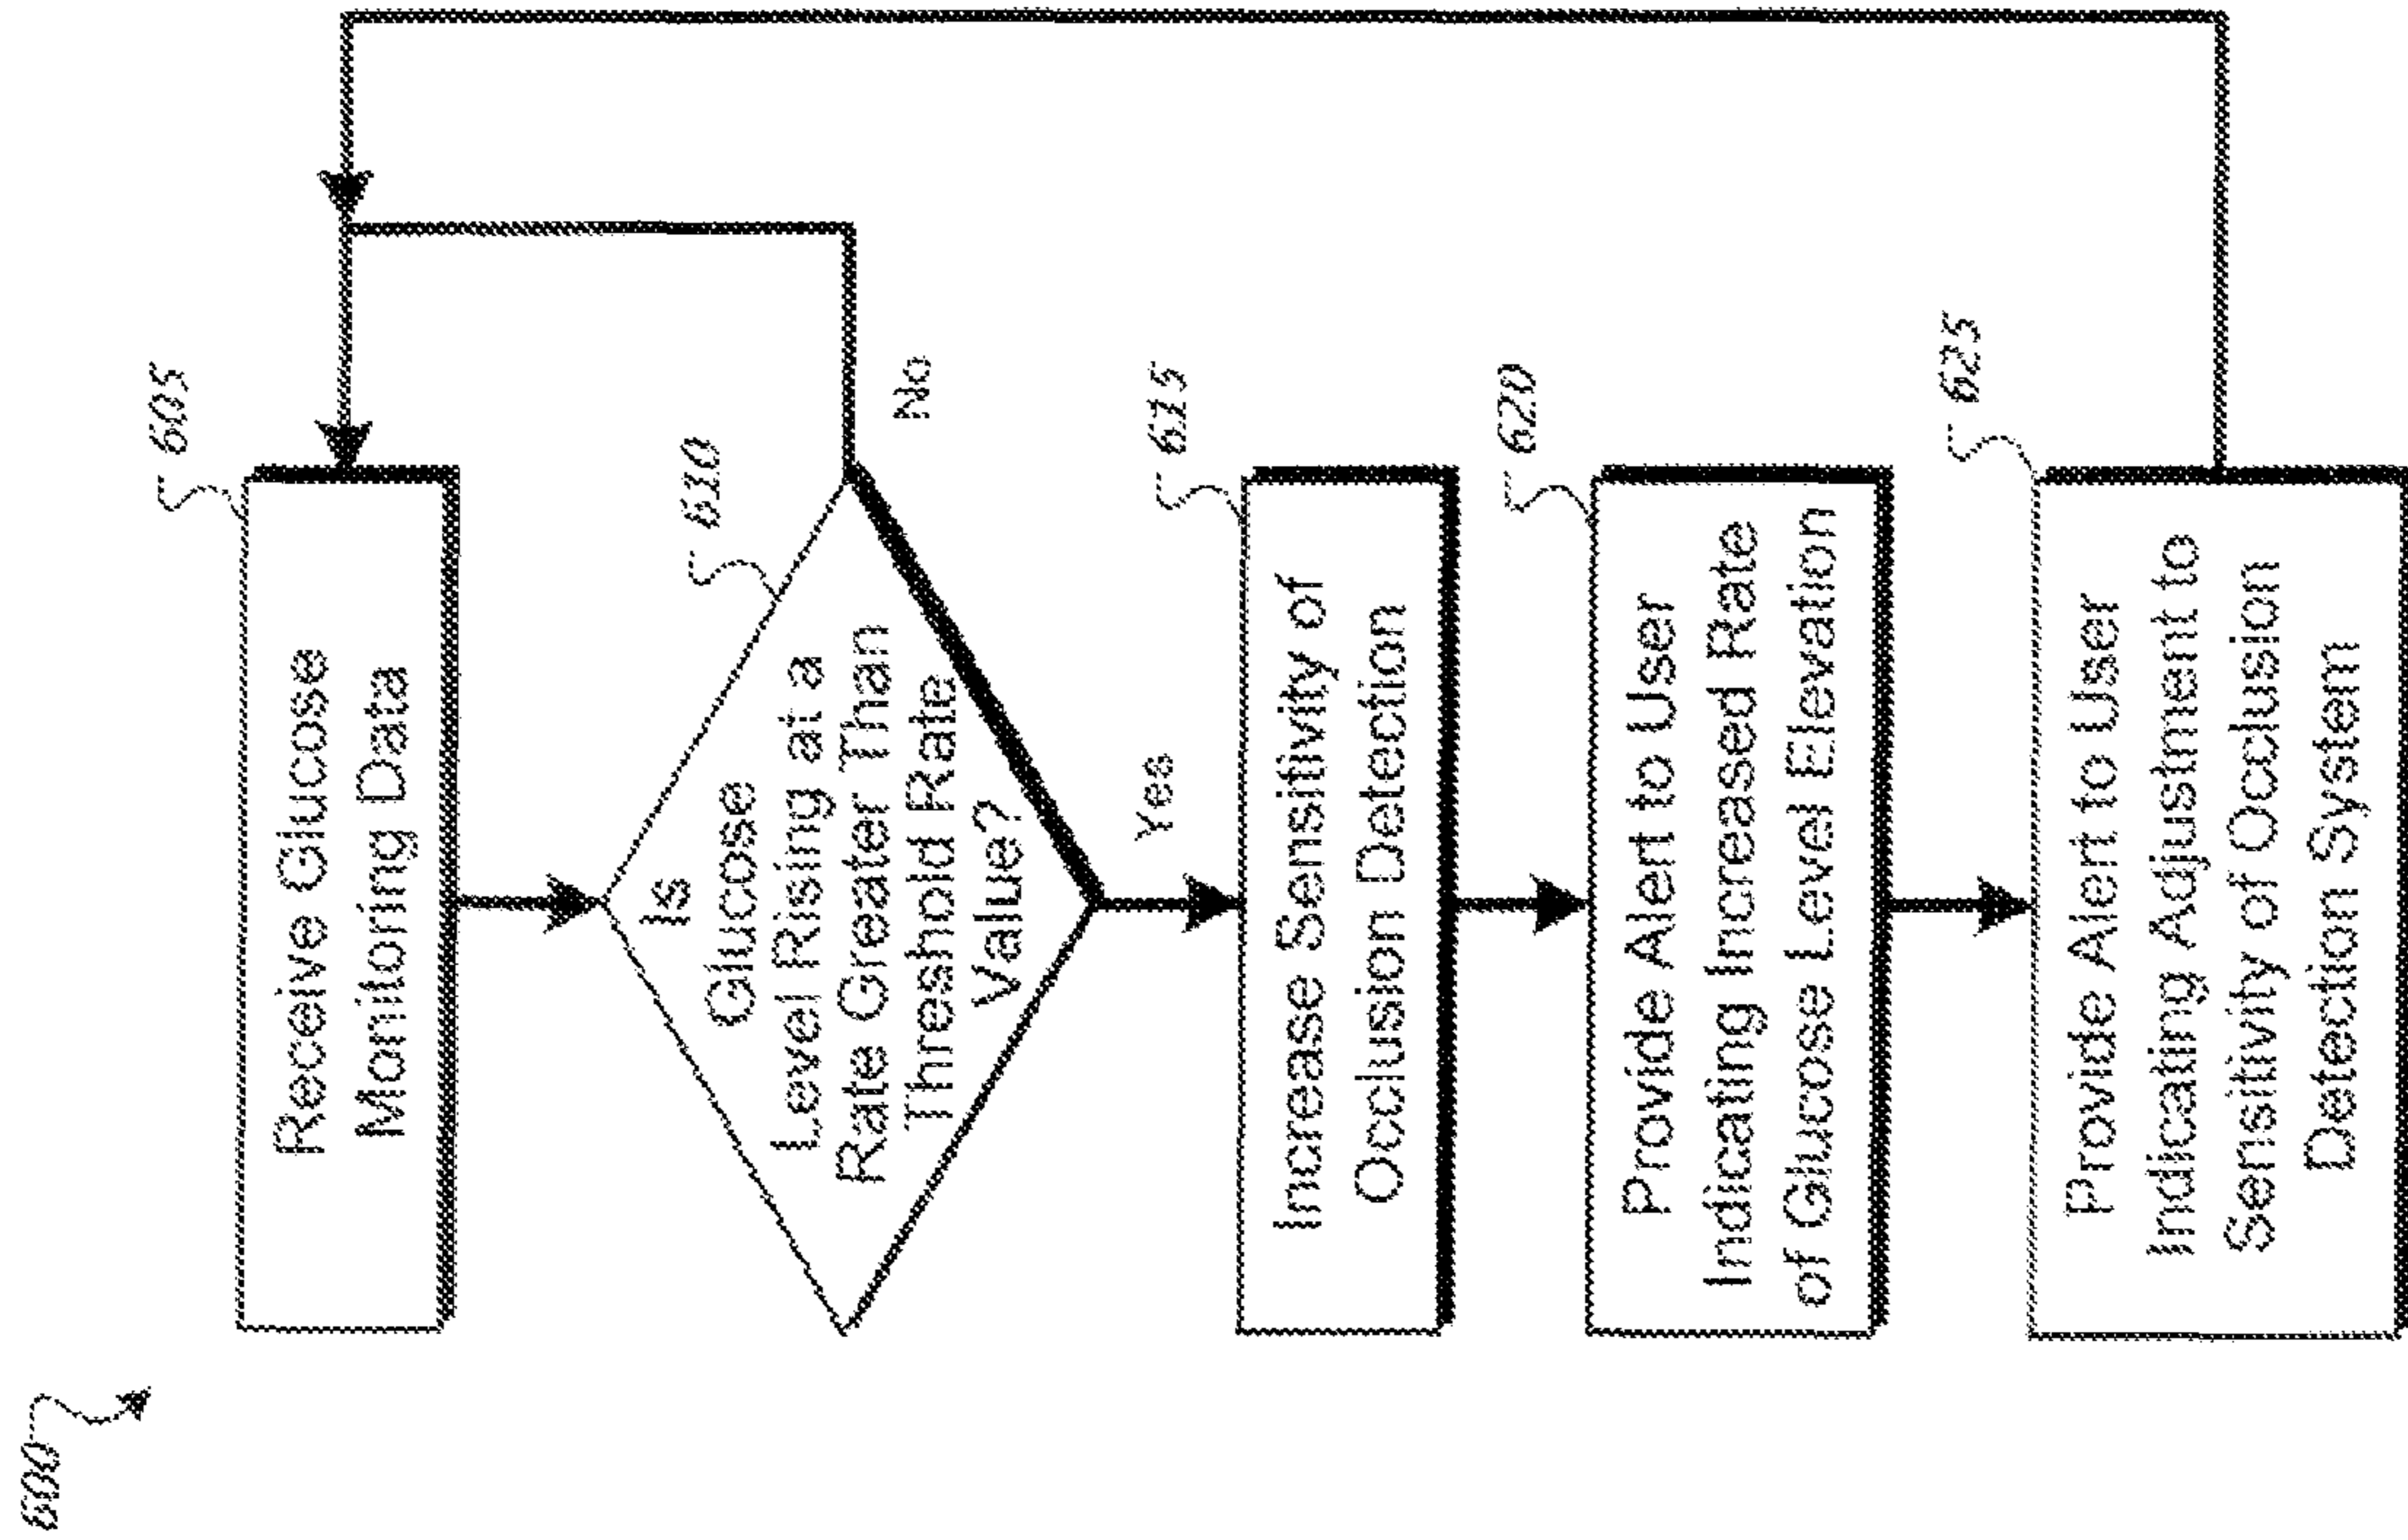 600
605
Receive Glucose
Monitoring Data
610
Is
Glucose
Level Rising at a
Rate Greater Than
Threshold Rate
Value?
No
Yes
615
Increase Sensitivity of
Occlusion Detection
620
Provide Alert to User
Indicating Increased Rate
of Glucose Level Elevation
625
Provide Alert to User
Indicating Adjustment to
Sensitivity of Occlusion
Detection System